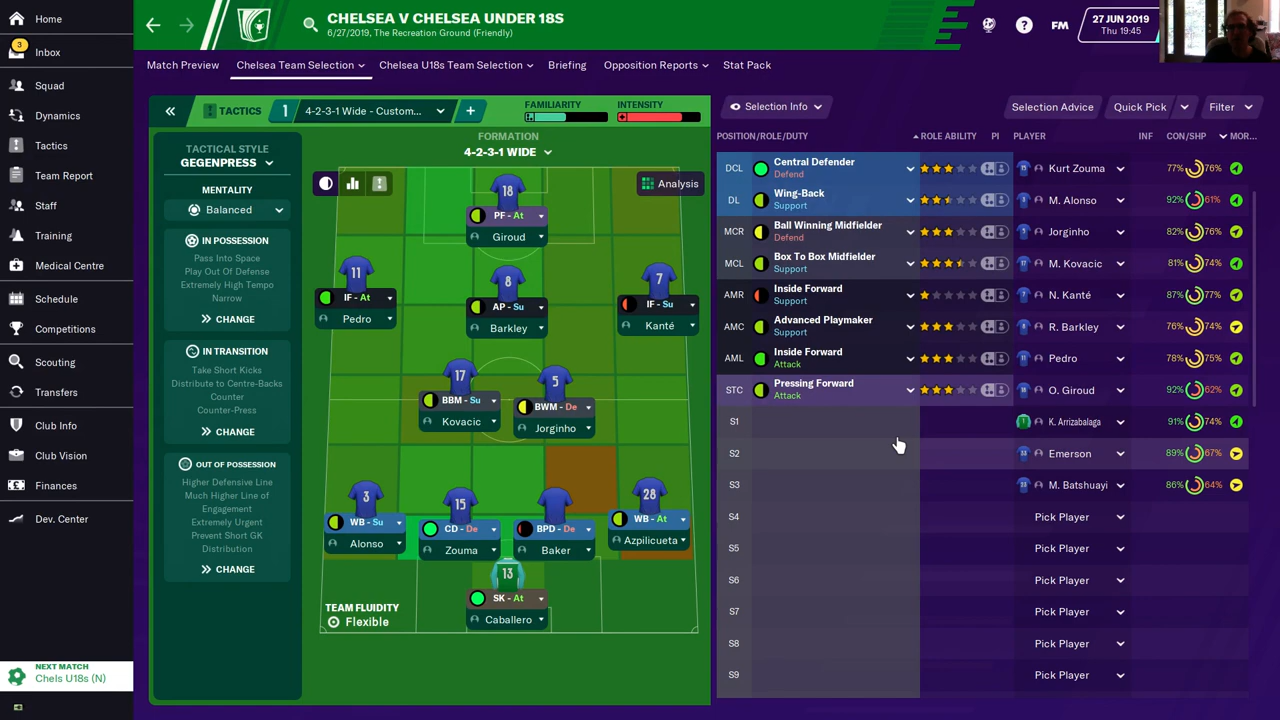 Home
3
Inbox
Squad
Dynamics
Tactics
Team Report
Staff
Training
Medical Centre
Schedule
Competitions
Scouting
Transfers
Club Info
Club Vision
Finances
Dev. Center
NEXT MATCH
Chels U18s (N)
CHELSEA V CHELSEA UNDER 18S
6/27/2019, The Recreation Ground (Friendly)
?
FM
27 JUN 2019
Thu 19:45
Match Preview
Chelsea Team Selection
Chelsea U18s Team Selection
Briefing
Opposition Reports
Stat Pack
TACTICS
1
4-2-3-1 Wide - Custom...
+
FAMILIARITY
INTENSITY
TACTICAL STYLE
GEGENPRESS
MENTALITY
Balanced
IN POSSESSION
Pass Into Space
Play Out Of Defense
Extremely High Tempo
Narrow
CHANGE
IN TRANSITION
Take Short Kicks
Distribute to Centre-Backs
Counter
Counter-Press
CHANGE
OUT OF POSSESSION
Higher Defensive Line
Much Higher Line of
Engagement
Extremely Urgent
Prevent Short GK
Distribution
CHANGE
FORMATION
4-2-3-1 WIDE
Analysis
18
PF - At
Giroud
11
IF - At
Pedro
8
AP - Su
Barkley
7
IF - Su
Kanté
17
BBM - Su
Kovacic
5
BWM - De
Jorginho
3
WB - Su
Alonso
15
CD - De
Zouma
BPD - De
Baker
28
WB - At
Azpilicueta
13
SK - At
Caballero
TEAM FLUIDITY
Flexible
Selection Info
Selection Advice
Quick Pick
Filter
POSITION/ROLE/DUTY
ROLE ABILITY
PI
PLAYER
INF
CON/SHP
MOR...
DCL
Central Defender
Defend
15
Kurt Zouma
77%
76%
DL
Wing-Back
Support
3
M. Alonso
92%
61%
MCR
Ball Winning Midfielder
Defend
5
Jorginho
82%
76%
MCL
Box To Box Midfielder
Support
17
M. Kovacic
81%
74%
AMR
Inside Forward
Support
7
N. Kanté
87%
77%
AMC
Advanced Playmaker
Support
8
R. Barkley
76%
74%
AML
Inside Forward
Attack
11
Pedro
78%
75%
STC
Pressing Forward
Attack
18
O. Giroud
92%
62%
S1
1
K. Arrizabalaga
91%
74%
S2
33
Emerson
89%
67%
S3
23
M. Batshuayi
86%
64%
S4
Pick Player
S5
Pick Player
S6
Pick Player
S7
Pick Player
S8
Pick Player
S9
Pick Player